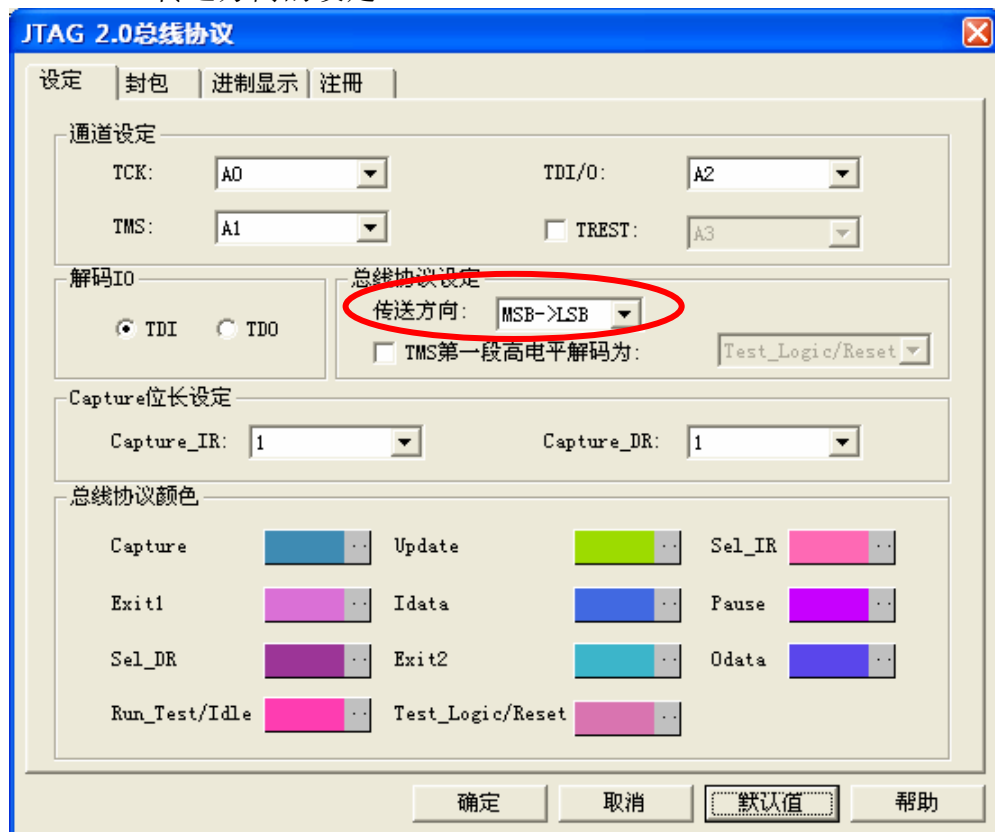 JTAG 2.0总线协议
设定 封包 进制显示 注册
通道设定
TCK: A0 TDI/O: A2
TMS: A1 TREST: A3
解码IO 总线协议设定
传送方向: MSB->LSB
TDI TDO
TMS第一段高电平解码为: Test_Logic/Reset
Capture位长设定
Capture_IR: 1 Capture_DR: 1
总线协议颜色
Capture Update Sel_IR
Exit1 Idata Pause
Sel_DR Exit2 Odata
Run_Test/Idle Test_Logic/Reset
确定 取消 默认值 帮助